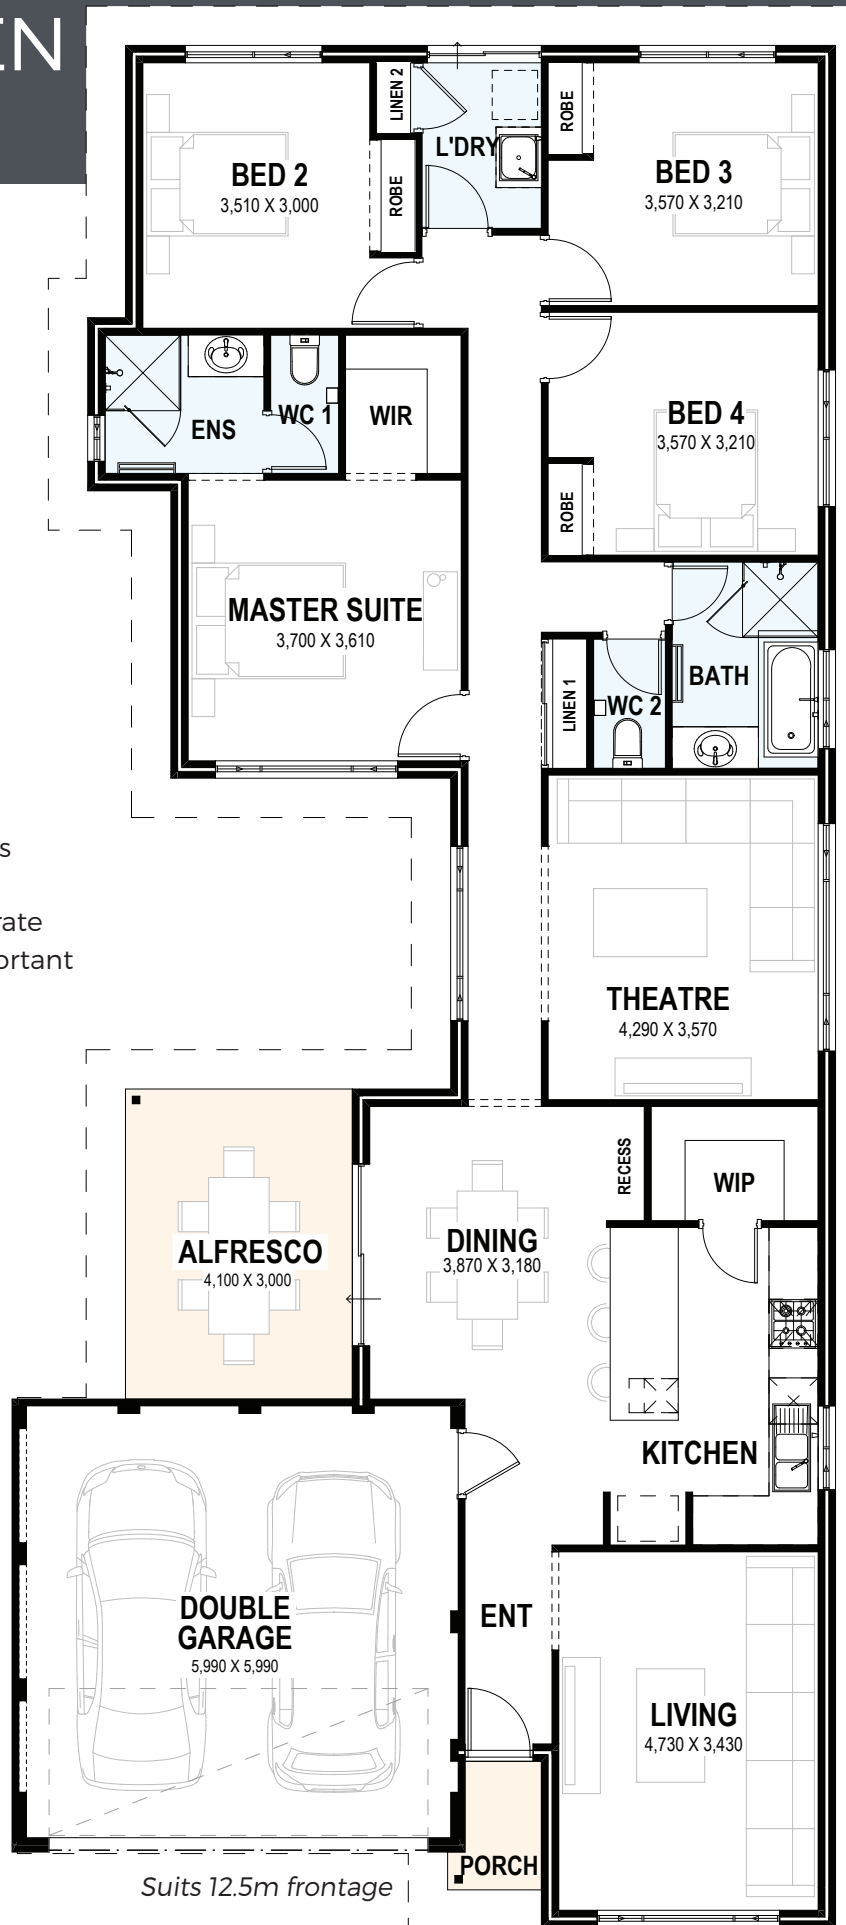 EN
LINEN 2
L'DRY
ROBE
BED 2
3,510 X 3,000
ROBE
BED 3
3,570 X 3,210
ENS
WC 1
WIR
BED 4
3,570 X 3,210
ROBE
MASTER SUITE
3,700 X 3,610
LINEN 1
WC 2
BATH
s
rate
ortant
THEATRE
4,290 X 3,570
RECESS
WIP
ALFRESCO
4,100 X 3,000
DINING
3,870 X 3,180
KITCHEN
DOUBLE
GARAGE
5,990 X 5,990
ENT
LIVING
4,730 X 3,430
PORCH
Suits 12.5m frontage